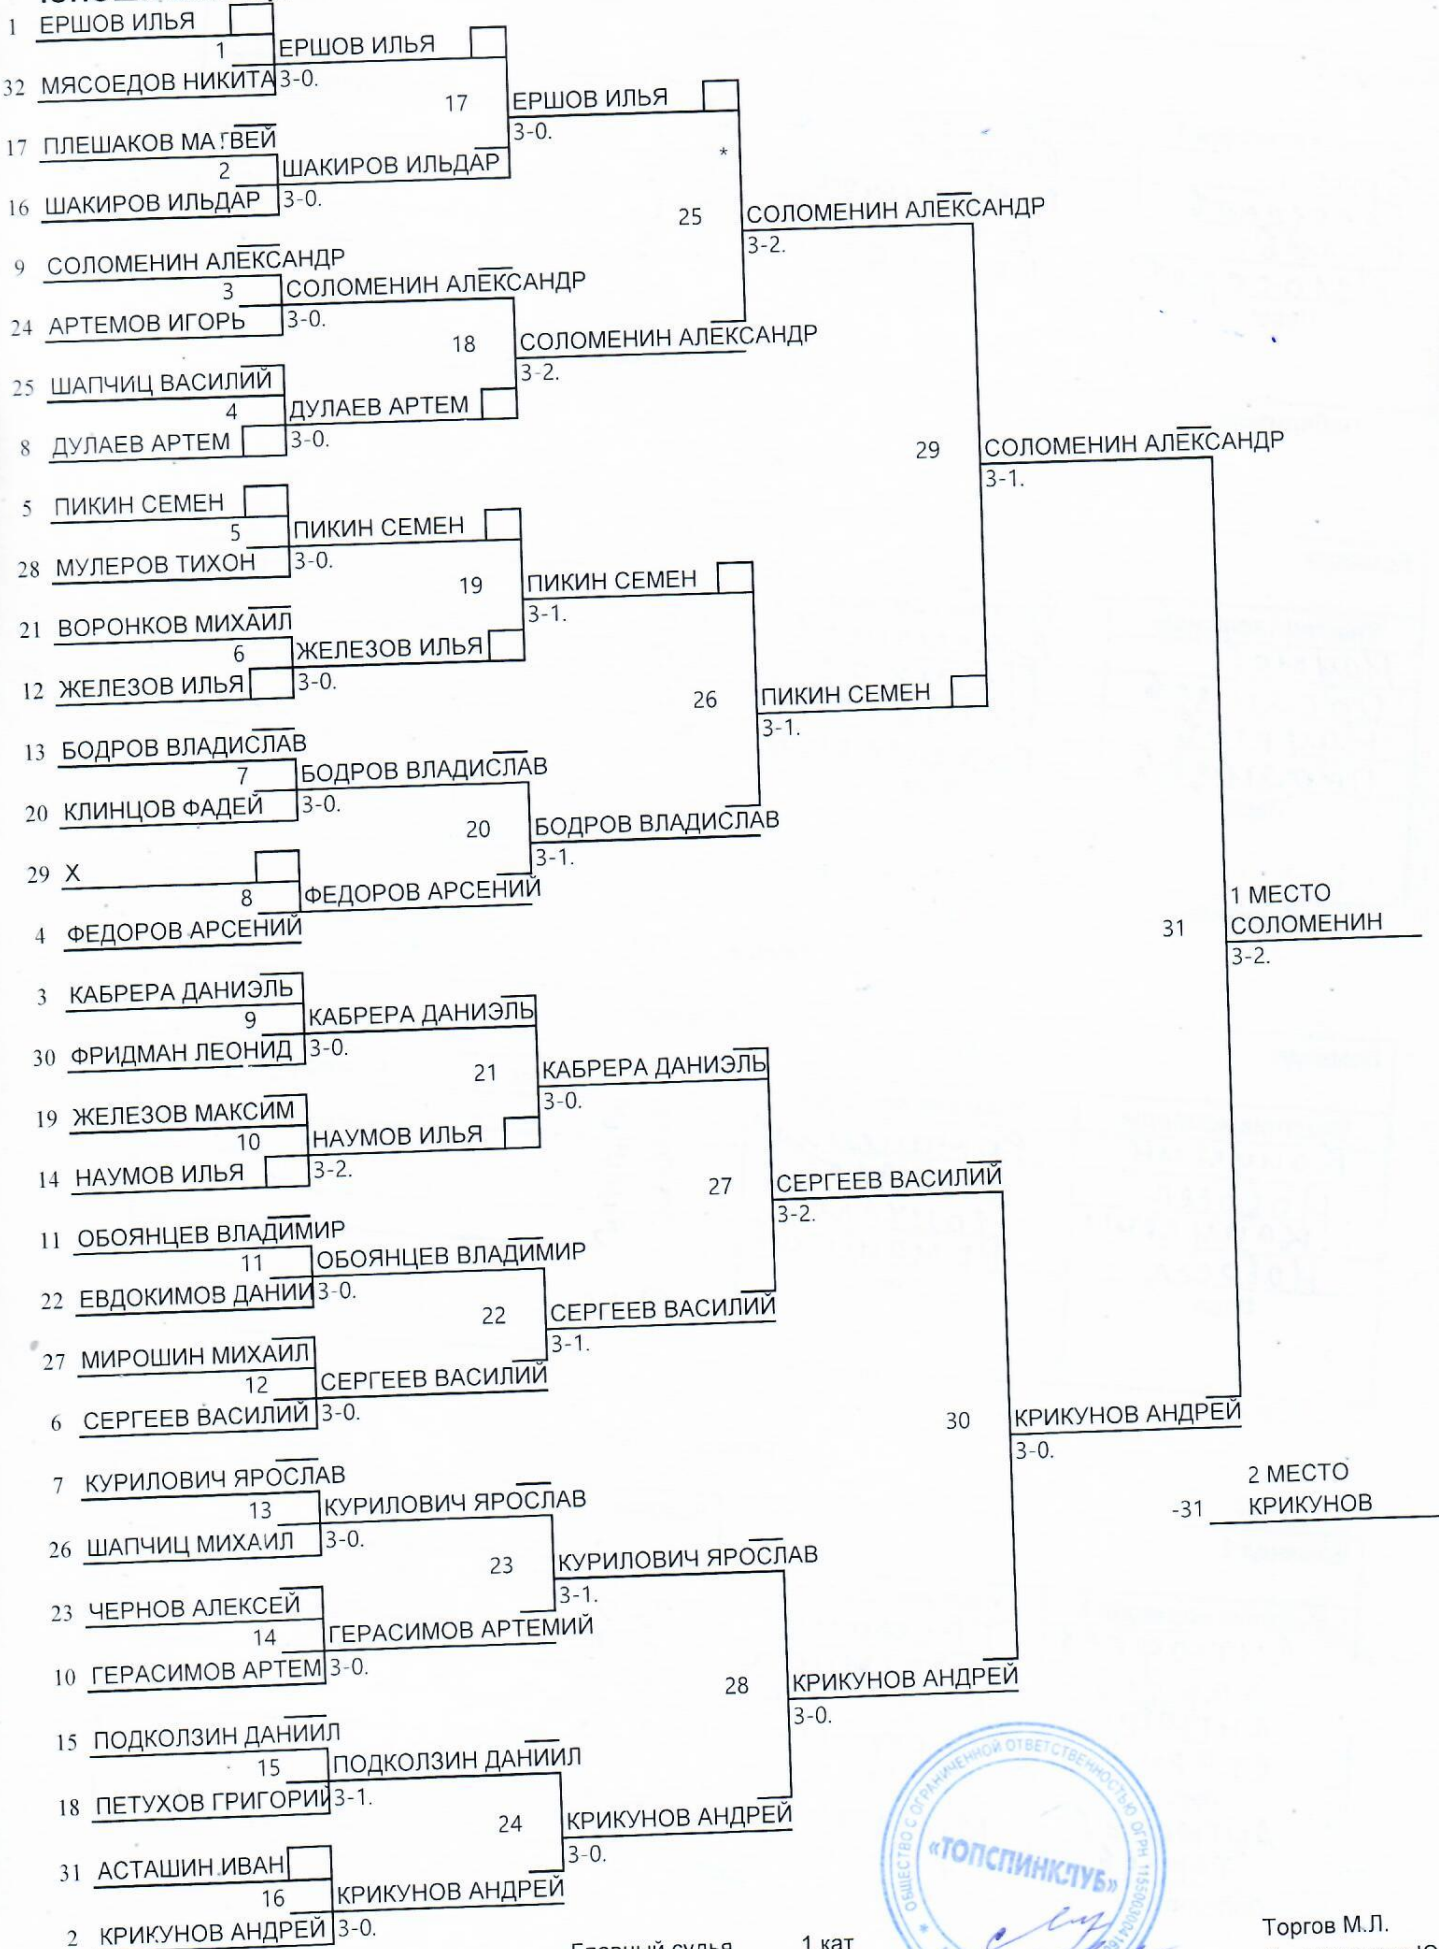 1 ЕРШОВ ИЛЬЯ
1 ЕРШОВ ИЛЬЯ
32 МЯСОЕДОВ НИКИТА 3-0.
17 ЕРШОВ ИЛЬЯ
3-0.
17 ПЛЕШАКОВ МАТВЕЙ
*
2 ШАКИРОВ ИЛЬДАР
16 ШАКИРОВ ИЛЬДАР 3-0.
25 СОЛОМЕНИН АЛЕКСАНДР
3-2.
9 СОЛОМЕНИН АЛЕКСАНДР
3 СОЛОМЕНИН АЛЕКСАНДР
24 АРТЕМОВ ИГОРЬ 3-0.
18 СОЛОМЕНИН АЛЕКСАНДР
3-2.
25 ШАПЧИЦ ВАСИЛИЙ
4 ДУЛАЕВ АРТЕМ
8 ДУЛАЕВ АРТЕМ 3-0.
29 СОЛОМЕНИН АЛЕКСАНДР
3-1.
5 ПИКИН СЕМЕН
5 ПИКИН СЕМЕН
28 МУЛЕРОВ ТИХОН 3-0.
19 ПИКИН СЕМЕН
3-1.
21 ВОРОНКОВ МИХАИЛ
6 ЖЕЛЕЗОВ ИЛЬЯ
12 ЖЕЛЕЗОВ ИЛЬЯ 3-0.
26 ПИКИН СЕМЕН
3-1.
13 БОДРОВ ВЛАДИСЛАВ
7 БОДРОВ ВЛАДИСЛАВ
20 КЛИНЦОВ ФАДЕЙ 3-0.
20 БОДРОВ ВЛАДИСЛАВ
3-1.
29 Х
8 ФЕДОРОВ АРСЕНИЙ
4 ФЕДОРОВ АРСЕНИЙ
1 МЕСТО
31 СОЛОМЕНИН
3-2.
3 КАБРЕРА ДАНИЭЛЬ
9 КАБРЕРА ДАНИЭЛЬ
30 ФРИДМАН ЛЕОНИД 3-0.
21 КАБРЕРА ДАНИЭЛЬ
3-0.
19 ЖЕЛЕЗОВ МАКСИМ
10 НАУМОВ ИЛЬЯ
14 НАУМОВ ИЛЬЯ 3-2.
27 СЕРГЕЕВ ВАСИЛИЙ
3-2.
11 ОБОЯНЦЕВ ВЛАДИМИР
11 ОБОЯНЦЕВ ВЛАДИМИР
22 ЕВДОКИМОВ ДАНИИ 3-0.
22 СЕРГЕЕВ ВАСИЛИЙ
3-1.
27 МИРОШИН МИХАИЛ
12 СЕРГЕЕВ ВАСИЛИЙ
6 СЕРГЕЕВ ВАСИЛИЙ 3-0.
30 КРИКУНОВ АНДРЕЙ
3-0.
2 МЕСТО
-31 КРИКУНОВ
7 КУРИЛОВИЧ ЯРОСЛАВ
13 КУРИЛОВИЧ ЯРОСЛАВ
26 ШАПЧИЦ МИХАИЛ 3-0.
23 КУРИЛОВИЧ ЯРОСЛАВ
3-1.
23 ЧЕРНОВ АЛЕКСЕЙ
14 ГЕРАСИМОВ АРТЕМИЙ
10 ГЕРАСИМОВ АРТЕМ 3-0.
28 КРИКУНОВ АНДРЕЙ
3-0.
15 ПОДКОЛЗИН ДАНИИЛ
15 ПОДКОЛЗИН ДАНИИЛ
18 ПЕТУХОВ ГРИГОРИЙ 3-1.
24 КРИКУНОВ АНДРЕЙ
3-0.
31 АСТАШИН ИВАН
16 КРИКУНОВ АНДРЕЙ
2 КРИКУНОВ АНДРЕЙ 3-0.
ОБЩЕСТВО С ОГРАНИЧЕННОЙ ОТВЕТСТВЕННОСТЬЮ ОГРН
«ТОПСПИНКЛУБ»
Главный судья 1 кат Торгов М.Л.